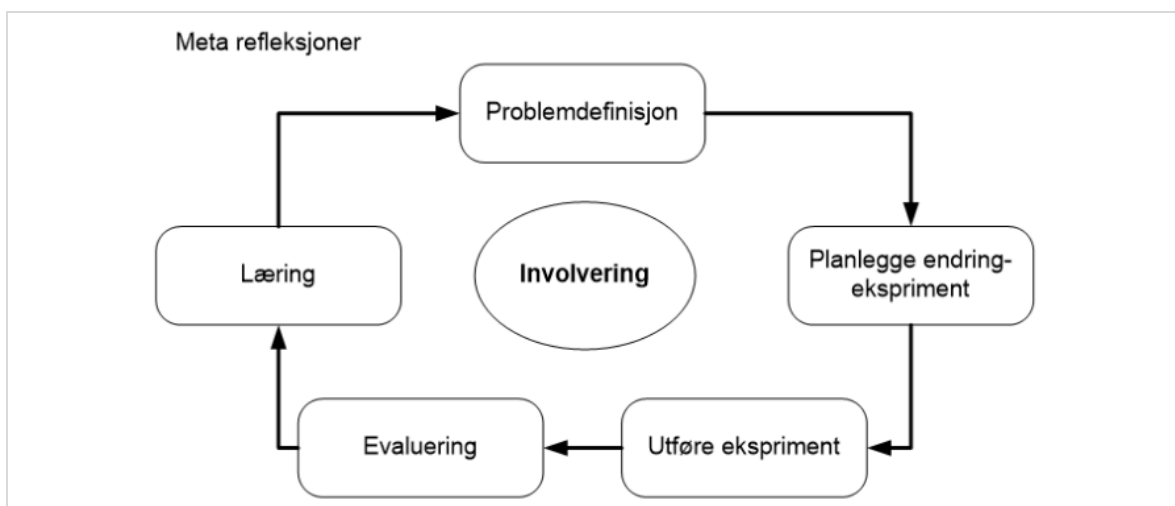 Meta refleksjoner
Problemdefinisjon
Læring
Involvering
Planlegge endring-
ekspriment
Evaluering
Utføre ekspriment